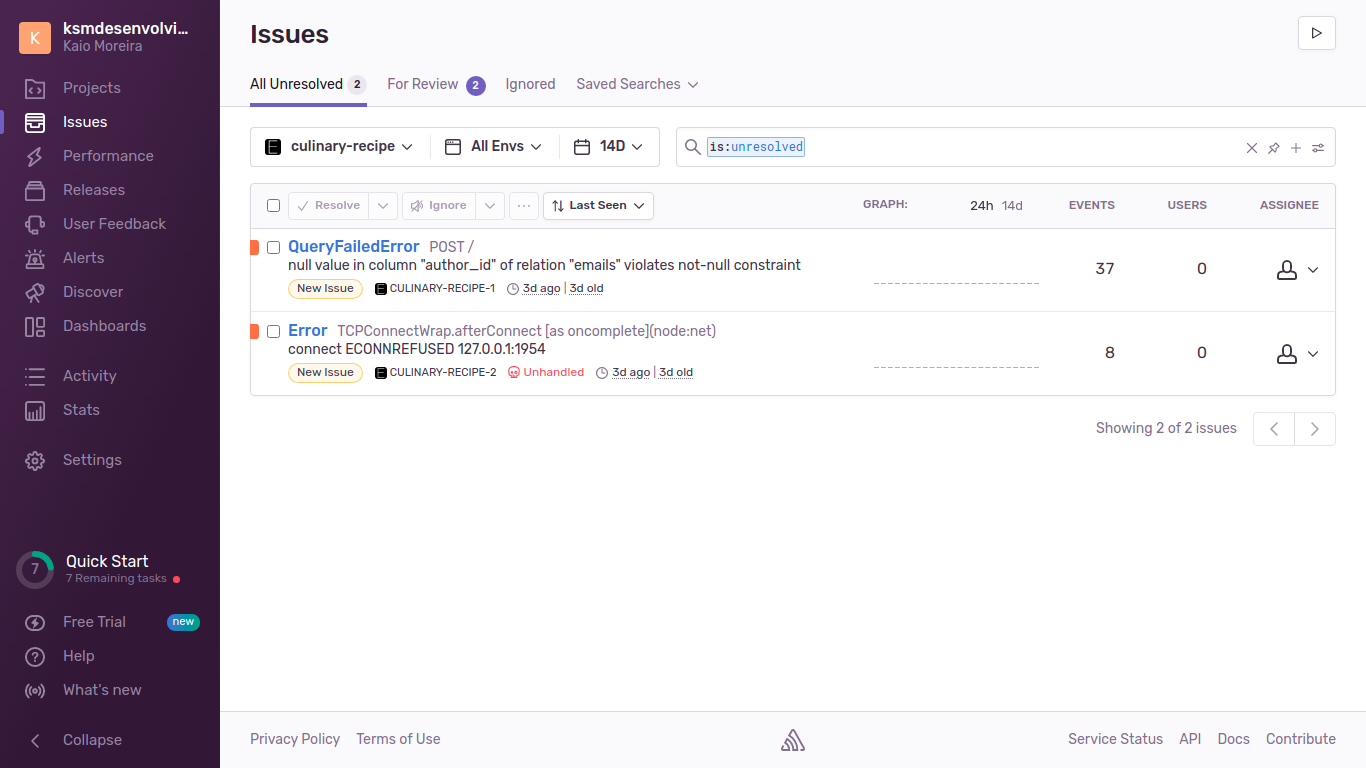 K
ksmdesenvolvi...
Kaio Moreira
Projects
Issues
Performance
Releases
User Feedback
Alerts
Discover
Dashboards
Activity
Stats
Settings
7
Quick Start
7 Remaining tasks
Free Trial new
Help
What's new
Collapse
Issues
All Unresolved 2 For Review 2 Ignored Saved Searches
E culinary-recipe All Envs 14D is:unresolved
Resolve Ignore ... Last Seen GRAPH: 24h 14d EVENTS USERS ASSIGNEE
QueryFailedError POST /
null value in column "author_id" of relation "emails" violates not-null constraint
New Issue E CULINARY-RECIPE-1 3d ago | 3d old
37 0
Error TCPConnectWrap.afterConnect [as oncomplete](node:net)
connect ECONNREFUSED 127.0.0.1:1954
New Issue E CULINARY-RECIPE-2 Unhandled 3d ago | 3d old
8 0
Showing 2 of 2 issues
Privacy Policy Terms of Use Service Status API Docs Contribute